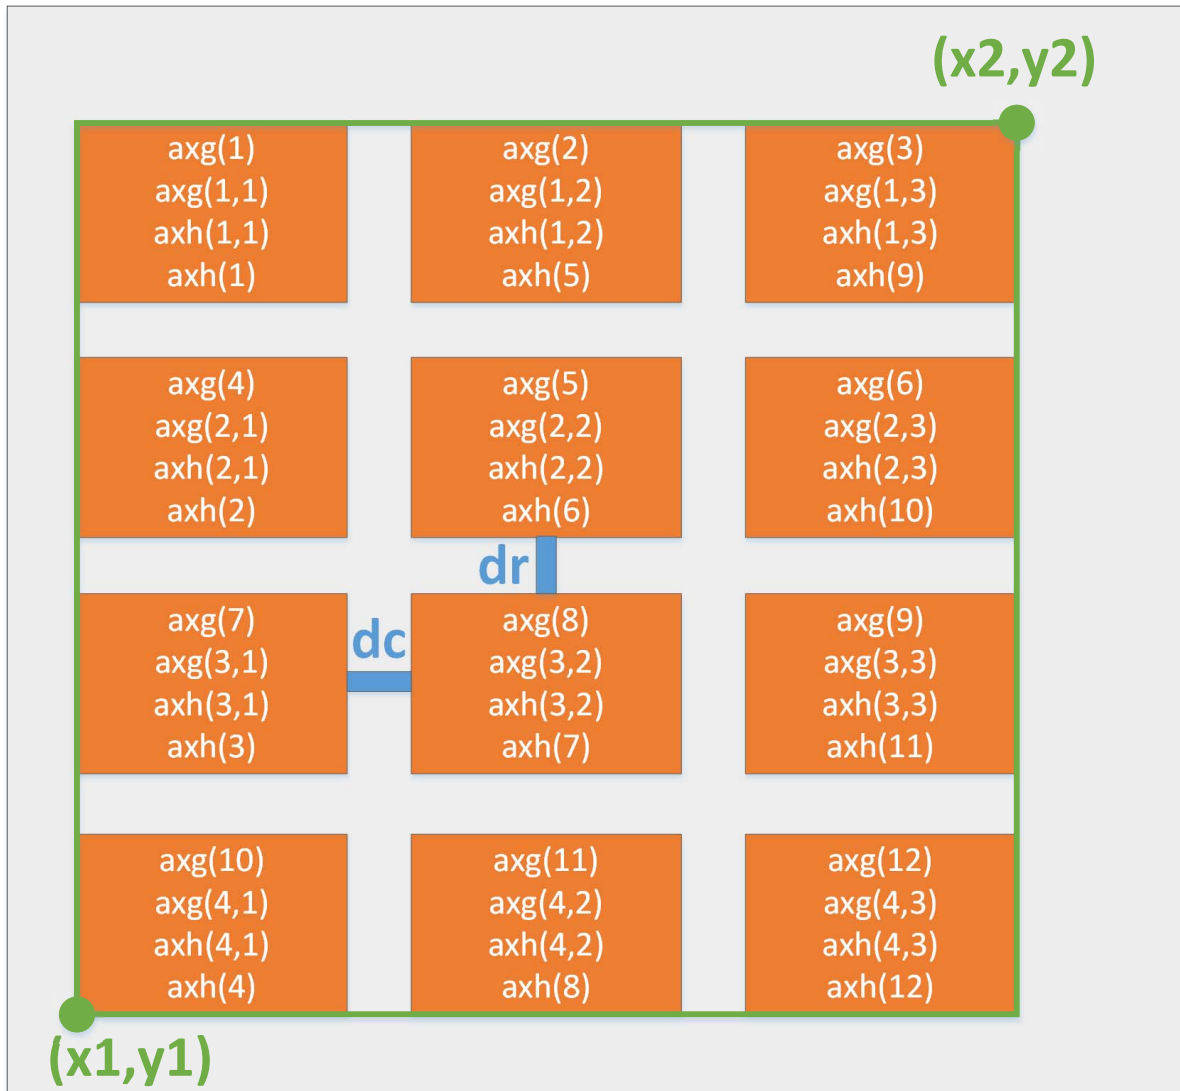 (x2,y2)
axg(1)
axg(1,1)
axh(1,1)
axh(1)
axg(2)
axg(1,2)
axh(1,2)
axh(5)
axg(3)
axg(1,3)
axh(1,3)
axh(9)
axg(4)
axg(2,1)
axh(2,1)
axh(2)
axg(5)
axg(2,2)
axh(2,2)
axh(6)
axg(6)
axg(2,3)
axh(2,3)
axh(10)
dr
axg(7)
axg(3,1)
axh(3,1)
axh(3)
dc
axg(8)
axg(3,2)
axh(3,2)
axh(7)
axg(9)
axg(3,3)
axh(3,3)
axh(11)
axg(10)
axg(4,1)
axh(4,1)
axh(4)
axg(11)
axg(4,2)
axh(4,2)
axh(8)
axg(12)
axg(4,3)
axh(4,3)
axh(12)
(x1,y1)